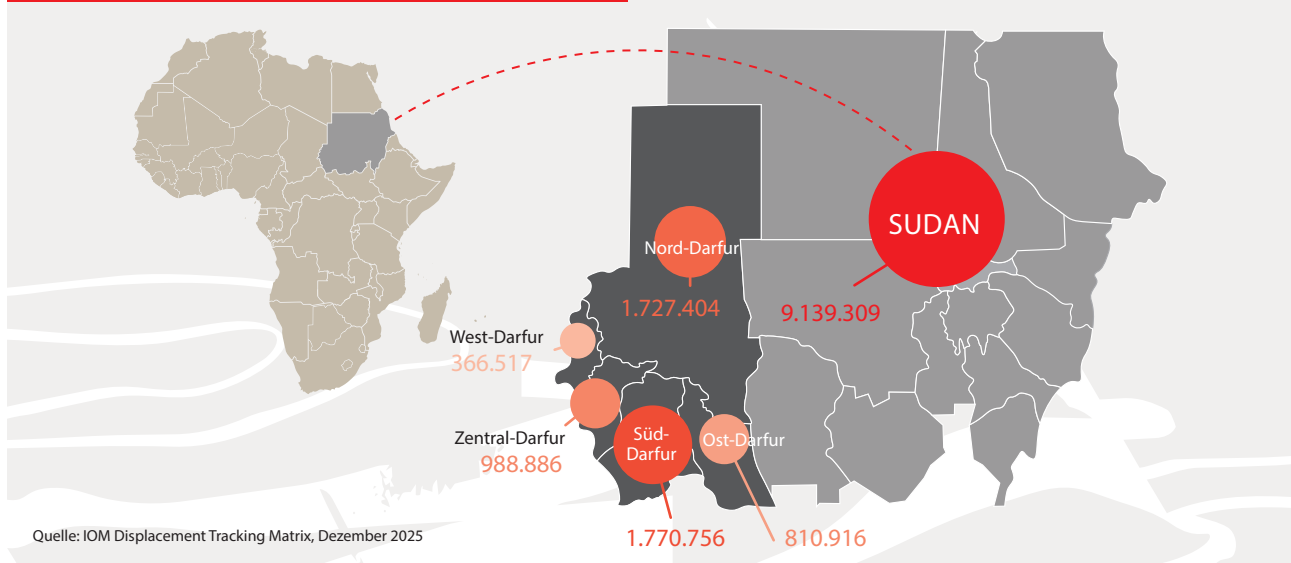 SUDAN
9.139.309
Nord-Darfur
1.727.404
West-Darfur
366.517
Zentral-Darfur
988.886
Süd-
Darfur
1.770.756
Ost-Darfur
810.916
Quelle: IOM Displacement Tracking Matrix, Dezember 2025